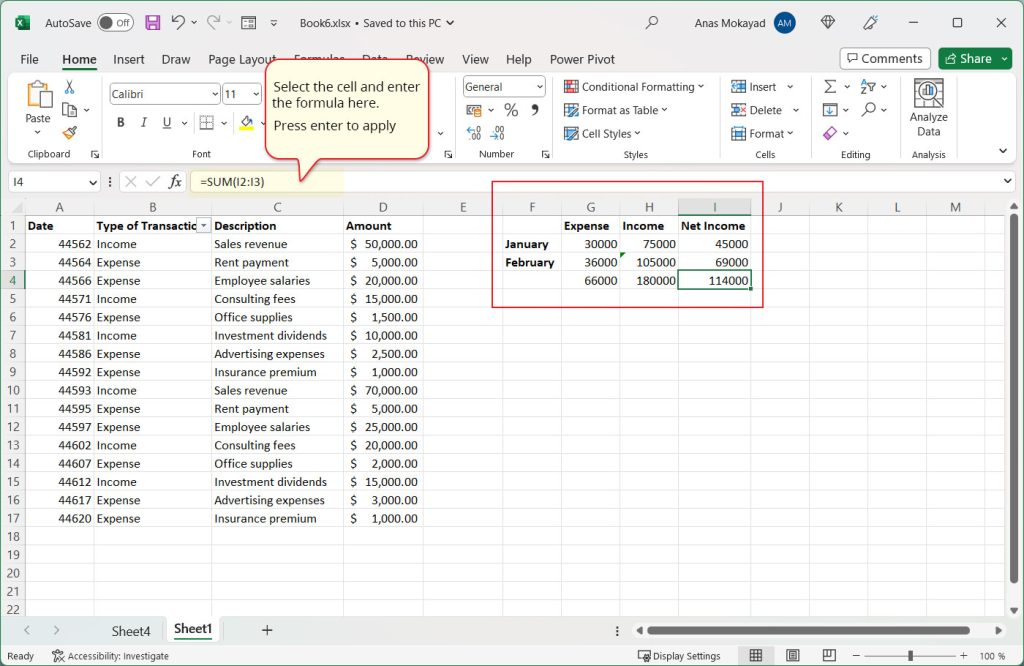 AutoSave Off Book6.xlsx • Saved to this PC Anas Mokayad AM
File Home Insert Draw Page Layout Formulas Data Review View Help Power Pivot Comments Share
Select the cell and enter
the formula here.
Press enter to apply
Paste
Clipboard
Calibri 11
B I U
Font
General
% 9
Number
Conditional Formatting
Format as Table
Cell Styles
Styles
Insert
Delete
Format
Cells
Editing
Analyze
Data
Analysis
I4 fx =SUM(I2:I3)
A B C D E F G H I J K L M
1 Date Type of Transactic Description Amount Expense Income Net Income
2 44562 Income Sales revenue $ 50,000.00 January 30000 75000 45000
3 44564 Expense Rent payment $ 5,000.00 February 36000 105000 69000
4 44566 Expense Employee salaries $ 20,000.00 66000 180000 114000
5 44571 Income Consulting fees $ 15,000.00
6 44576 Expense Office supplies $ 1,500.00
7 44581 Income Investment dividends $ 10,000.00
8 44586 Expense Advertising expenses $ 2,500.00
9 44592 Expense Insurance premium $ 1,000.00
10 44593 Income Sales revenue $ 70,000.00
11 44595 Expense Rent payment $ 5,000.00
12 44597 Expense Employee salaries $ 25,000.00
13 44602 Income Consulting fees $ 20,000.00
14 44607 Expense Office supplies $ 2,000.00
15 44612 Income Investment dividends $ 15,000.00
16 44617 Expense Advertising expenses $ 3,000.00
17 44620 Expense Insurance premium $ 1,000.00
18
19
20
21
22
Sheet4 Sheet1 +
Ready Accessibility: Investigate Display Settings - + 100 %